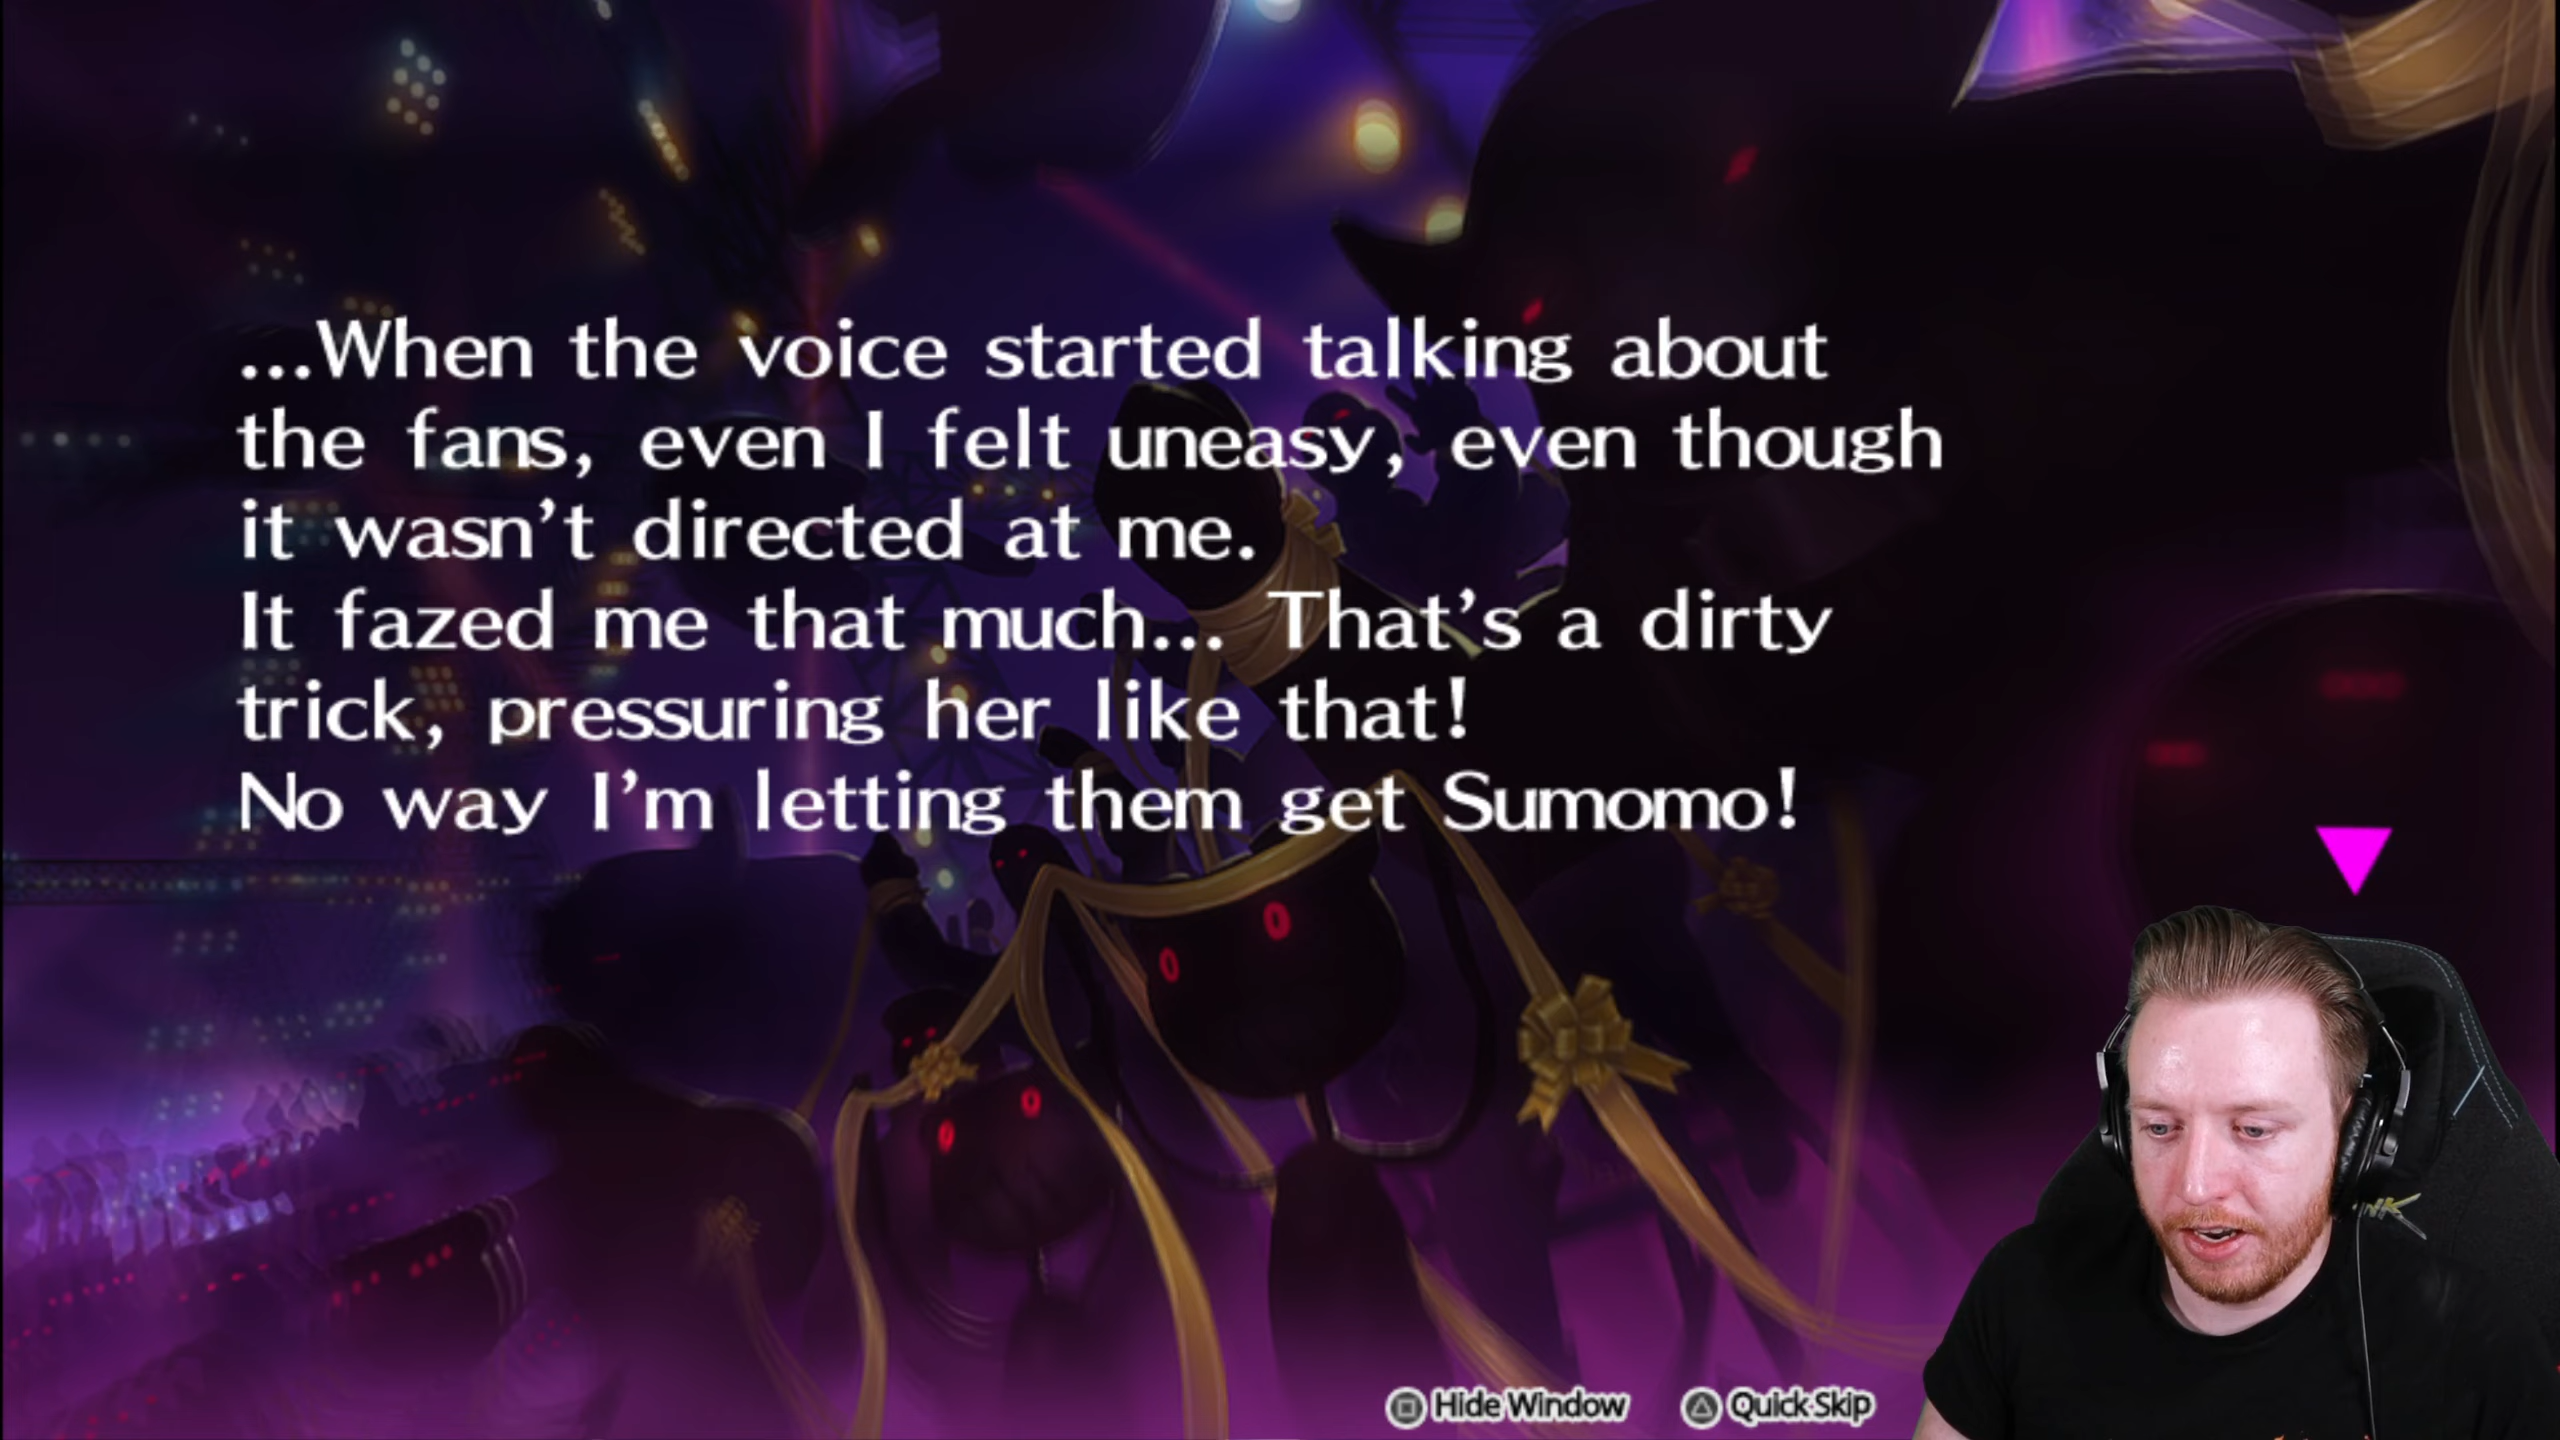 ...When the voice started talking about
the fans, even I felt uneasy, even though
it wasn't directed at me.
It fazed me that much... That's a dirty
trick, pressuring her like that!
No way I'm letting them get Sumomo!
Hide Window
Quick Skip